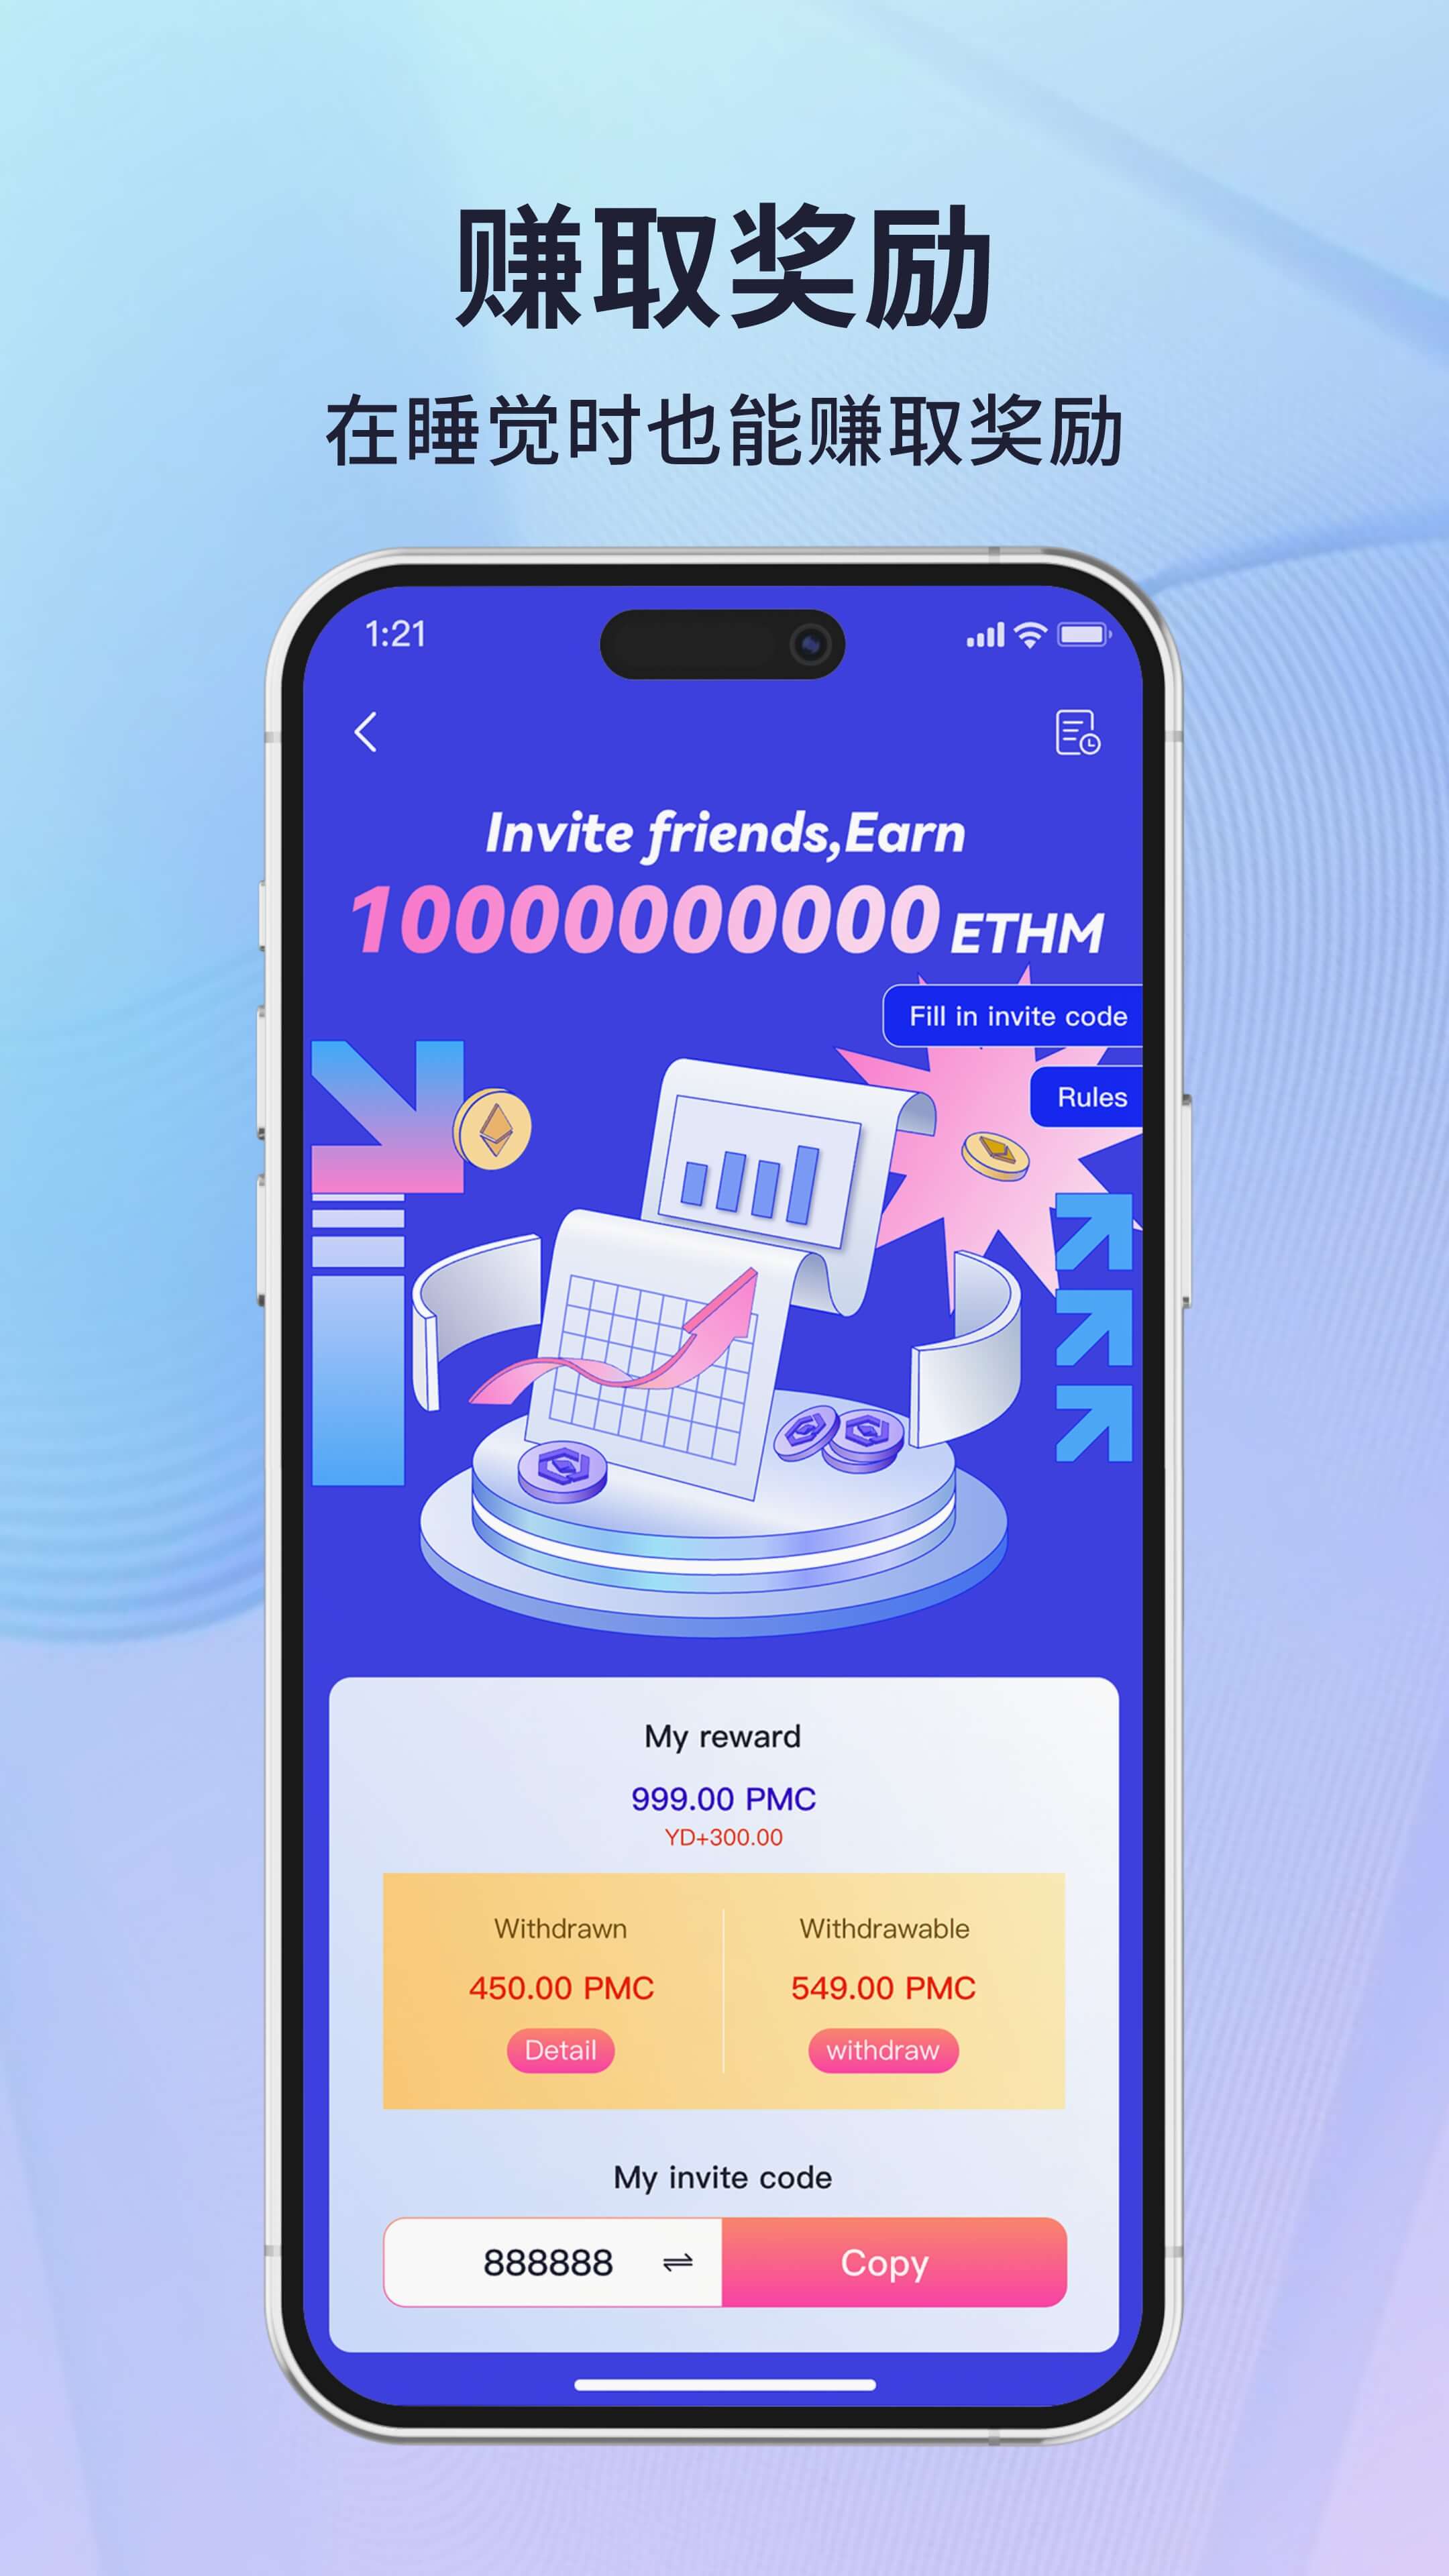 赚取奖励
在睡觉时也能赚取奖励
1:21
Invite friends,Earn
10000000000 ETHM
Fill in invite code
Rules
My reward
999.00 PMC
YD+300.00
Withdrawn
Withdrawable
450.00 PMC
549.00 PMC
Detail
withdraw
My invite code
888888
Copy